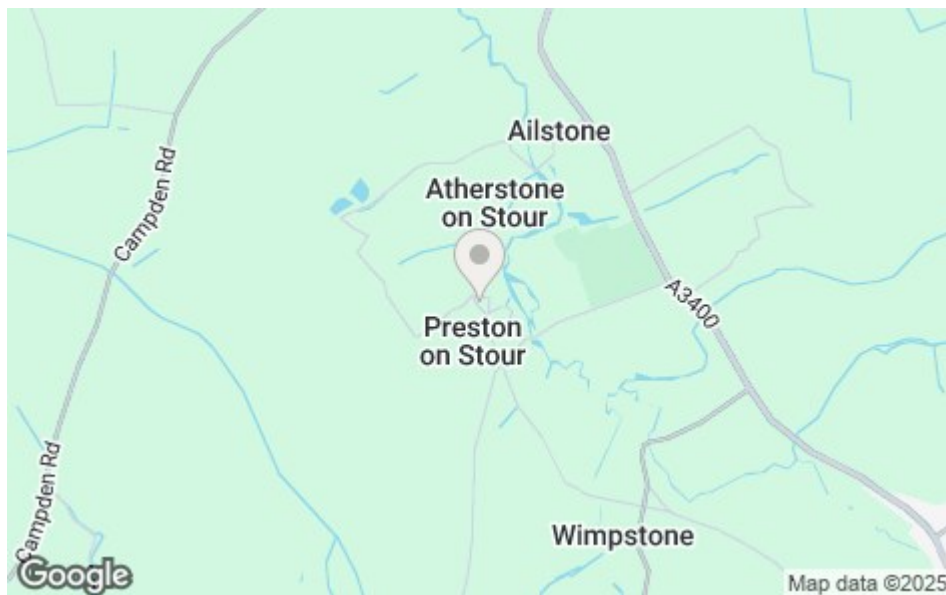 Ailstone
Atherstone
on Stour
Campden Rd
A3400
Preston
on Stour
Campden Rd
Wimpstone
Google
Map data ©2025